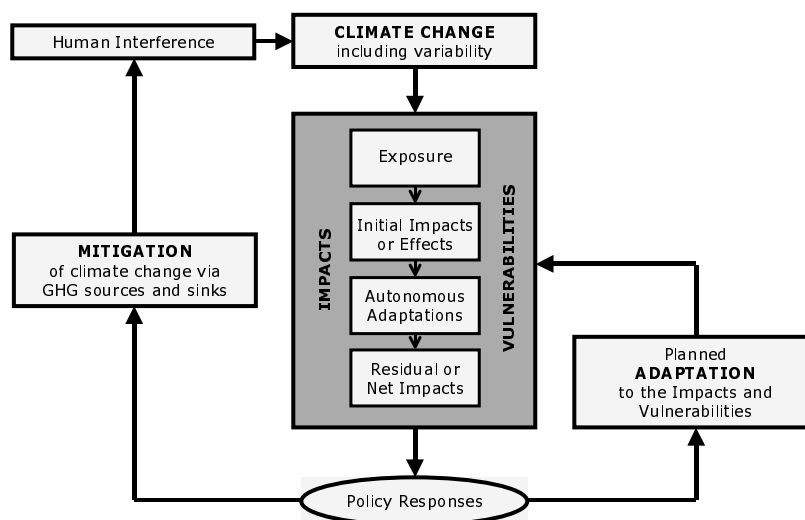 Human Interference
CLIMATE CHANGE
including variability
Exposure
Initial Impacts
or Effects
Autonomous
Adaptations
Residual or
Net Impacts
IMPACTS
VULNERABILITIES
MITIGATION
of climate change via
GHG sources and sinks
Planned
ADAPTATION
to the Impacts and
Vulnerabilities
Policy Responses